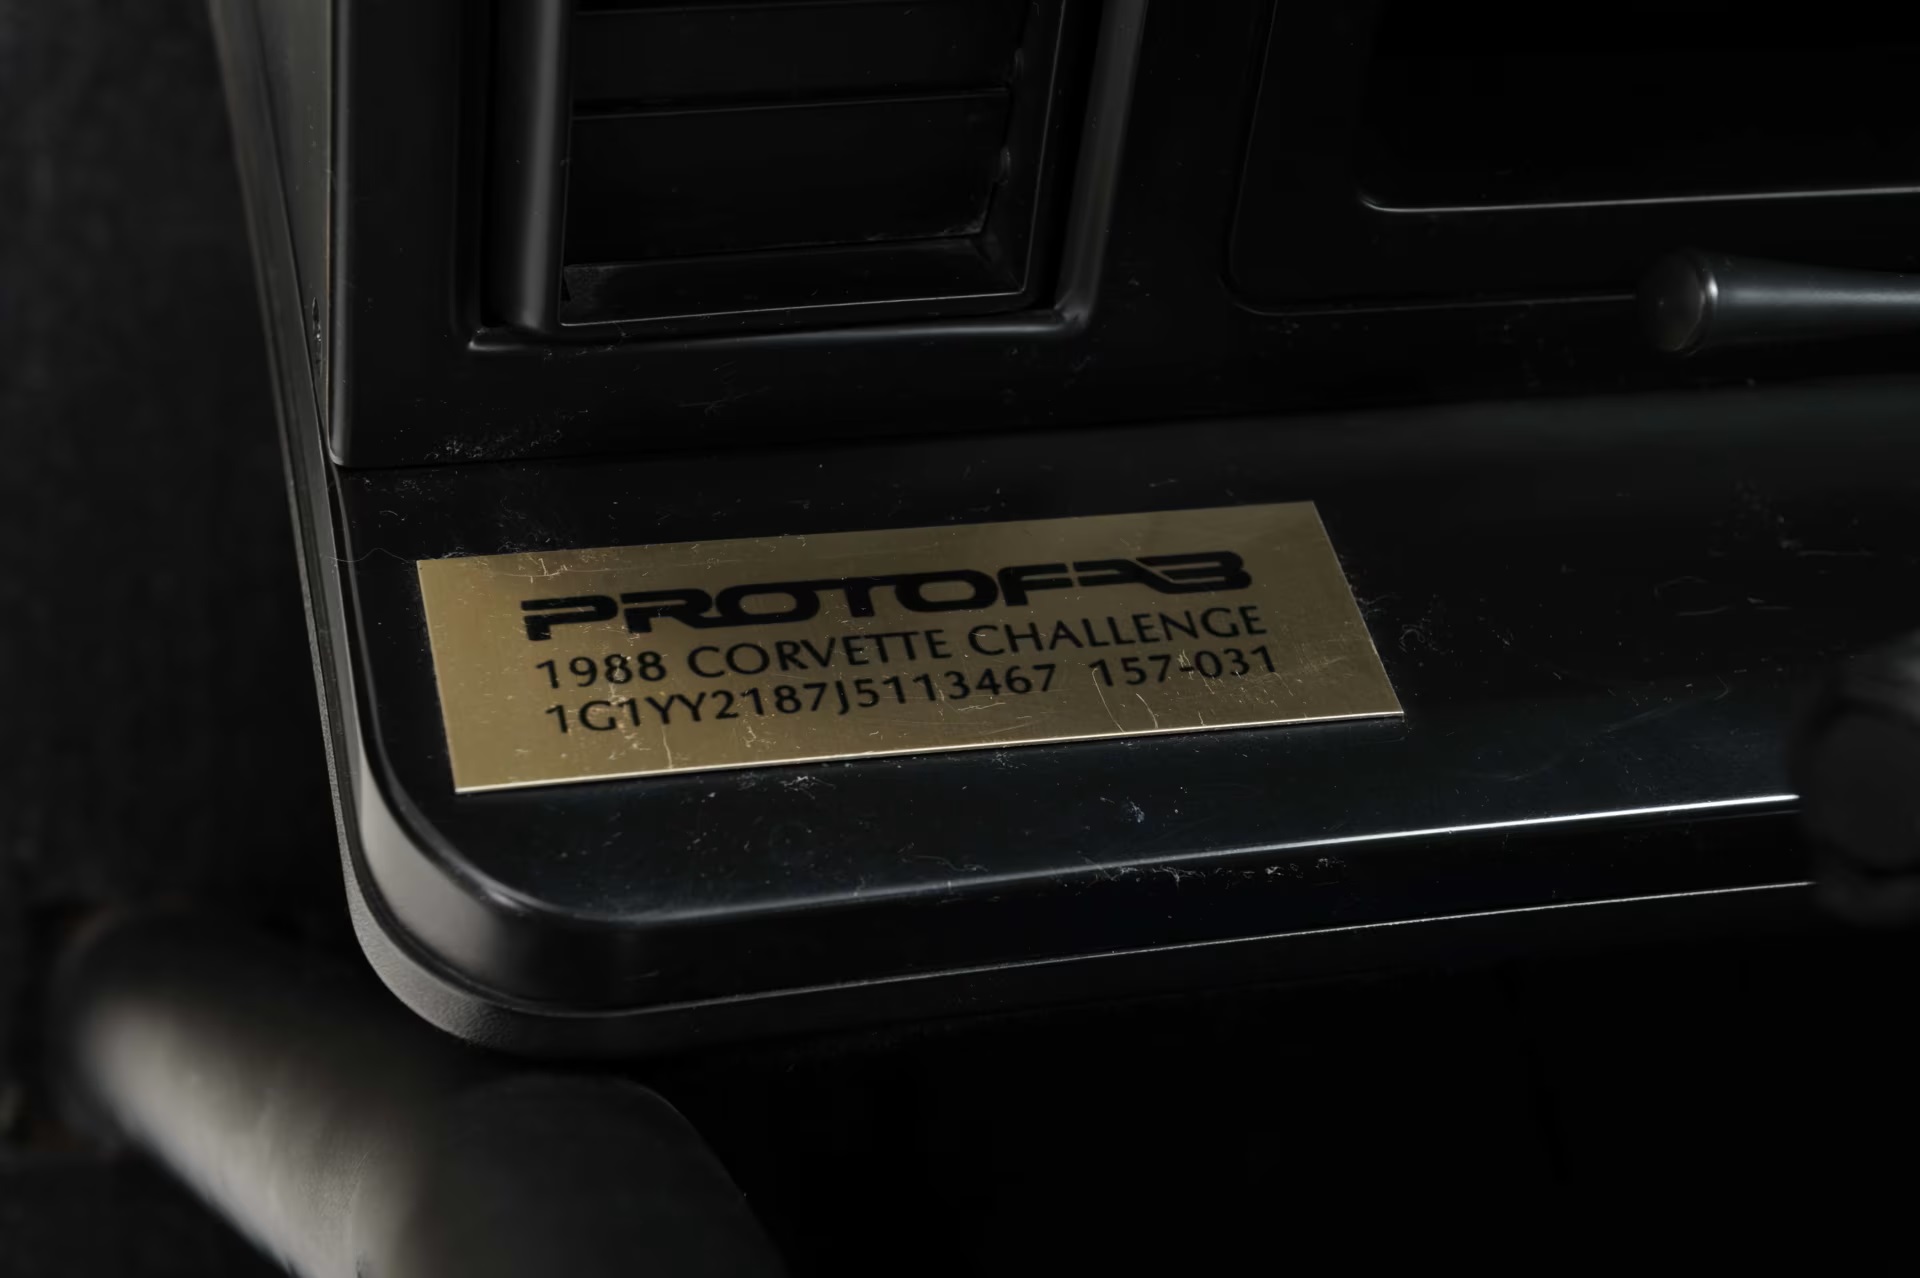 PROTOFAB
1988 CORVETTE CHALLENGE
1G1YY2187J5113467 157-031